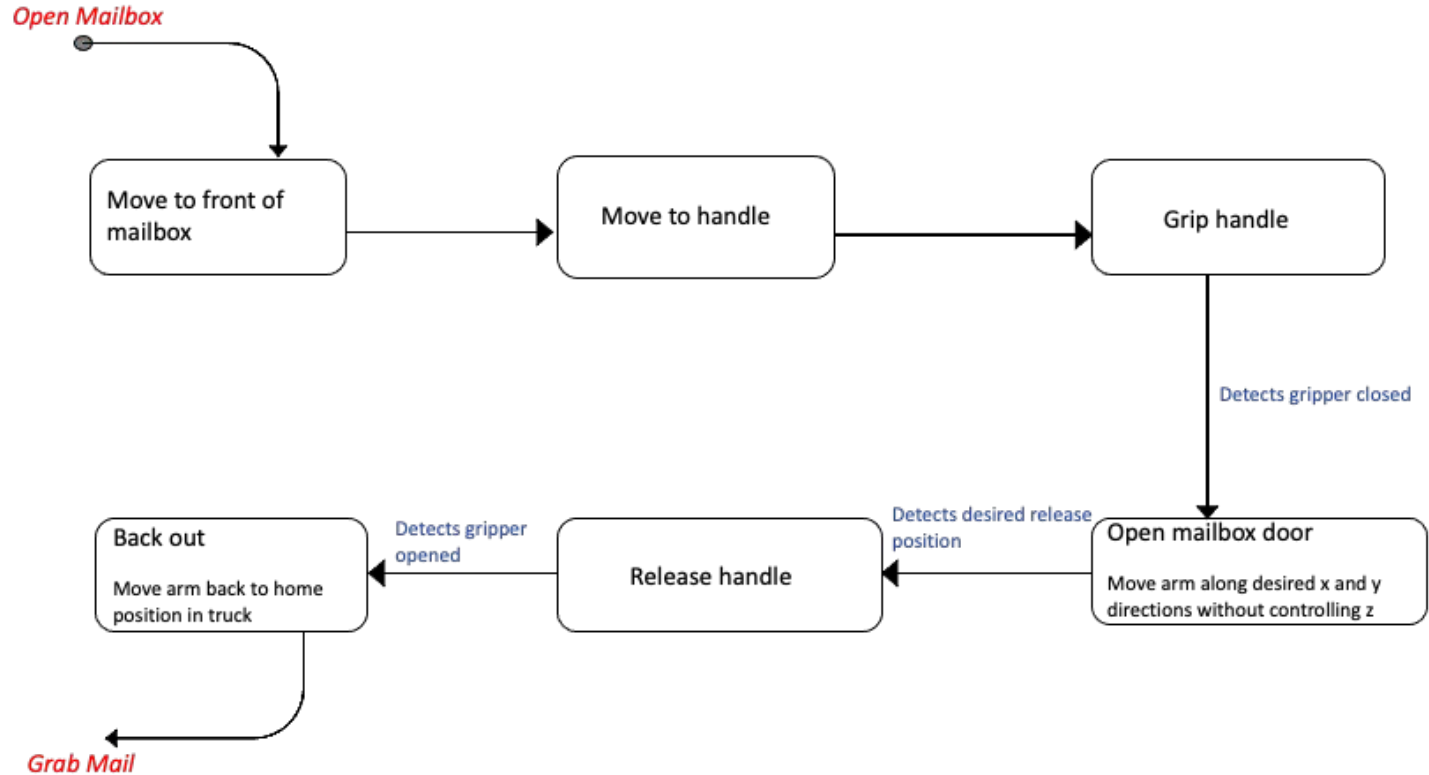 Open Mailbox
Move to front of
mailbox
Move to handle
Grip handle
Detects gripper closed
Open mailbox door
Move arm along desired x and y
directions without controlling z
Detects desired release
position
Release handle
Detects gripper
opened
Back out
Move arm back to home
position in truck
Grab Mail